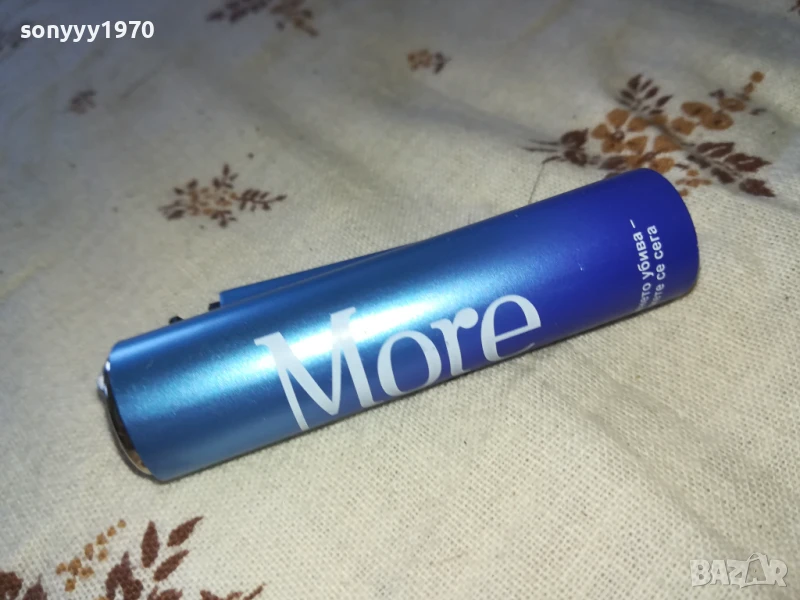 sonyyy1970
More
убива –
се сега
BAZAR